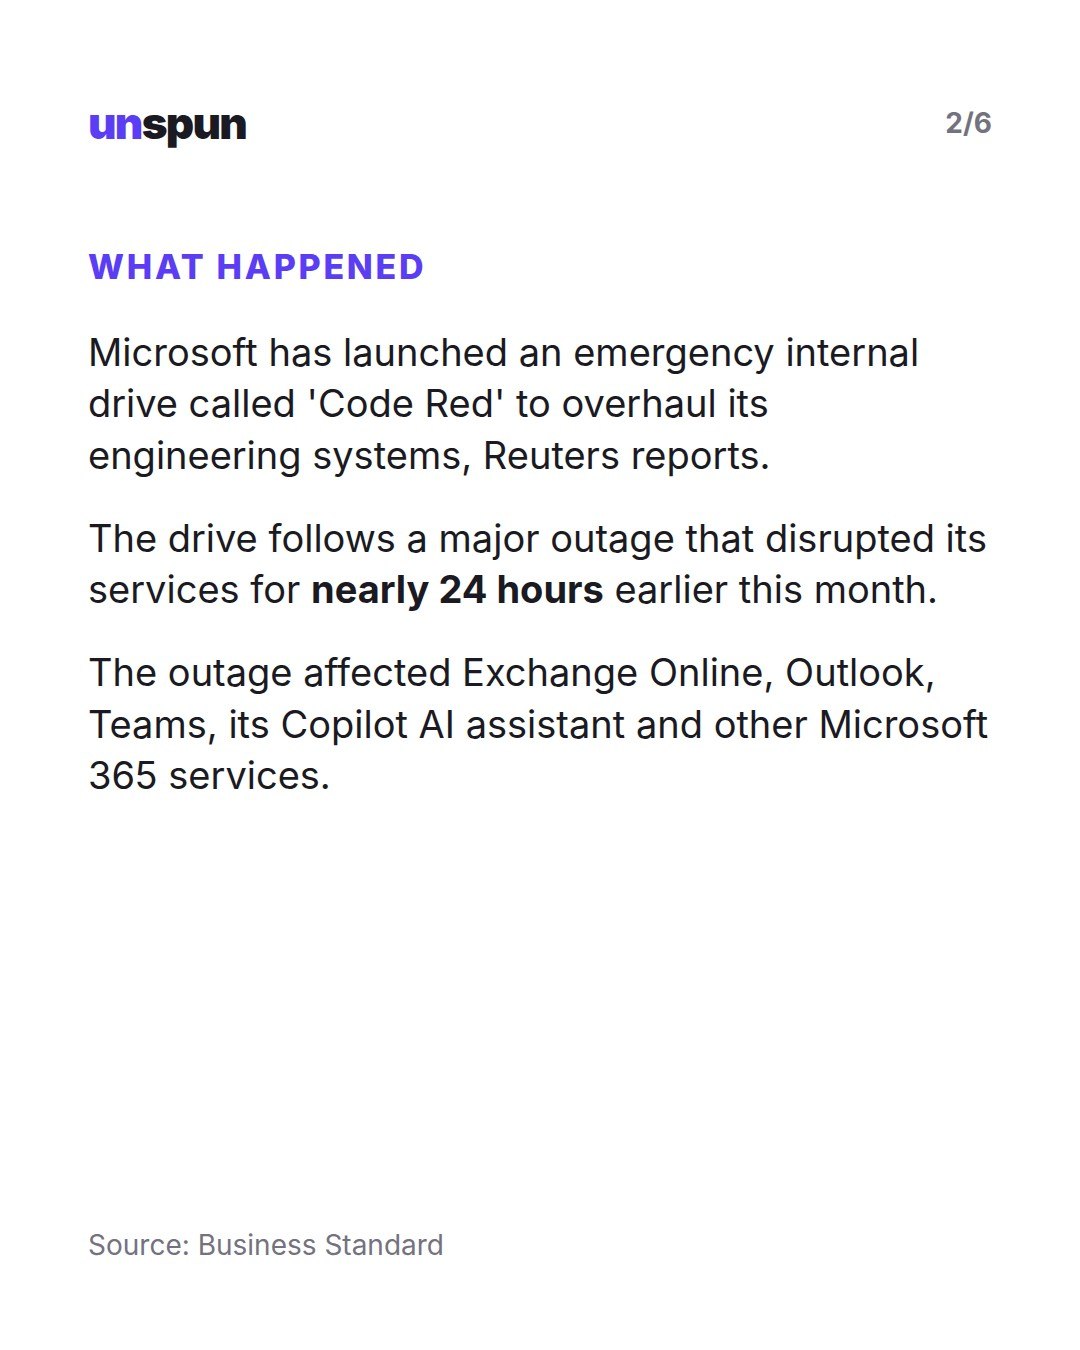 unspun
2/6
WHAT HAPPENED
Microsoft has launched an emergency internal
drive called 'Code Red' to overhaul its
engineering systems, Reuters reports.
The drive follows a major outage that disrupted its
services for nearly 24 hours earlier this month.
The outage affected Exchange Online, Outlook,
Teams, its Copilot AI assistant and other Microsoft
365 services.
Source: Business Standard